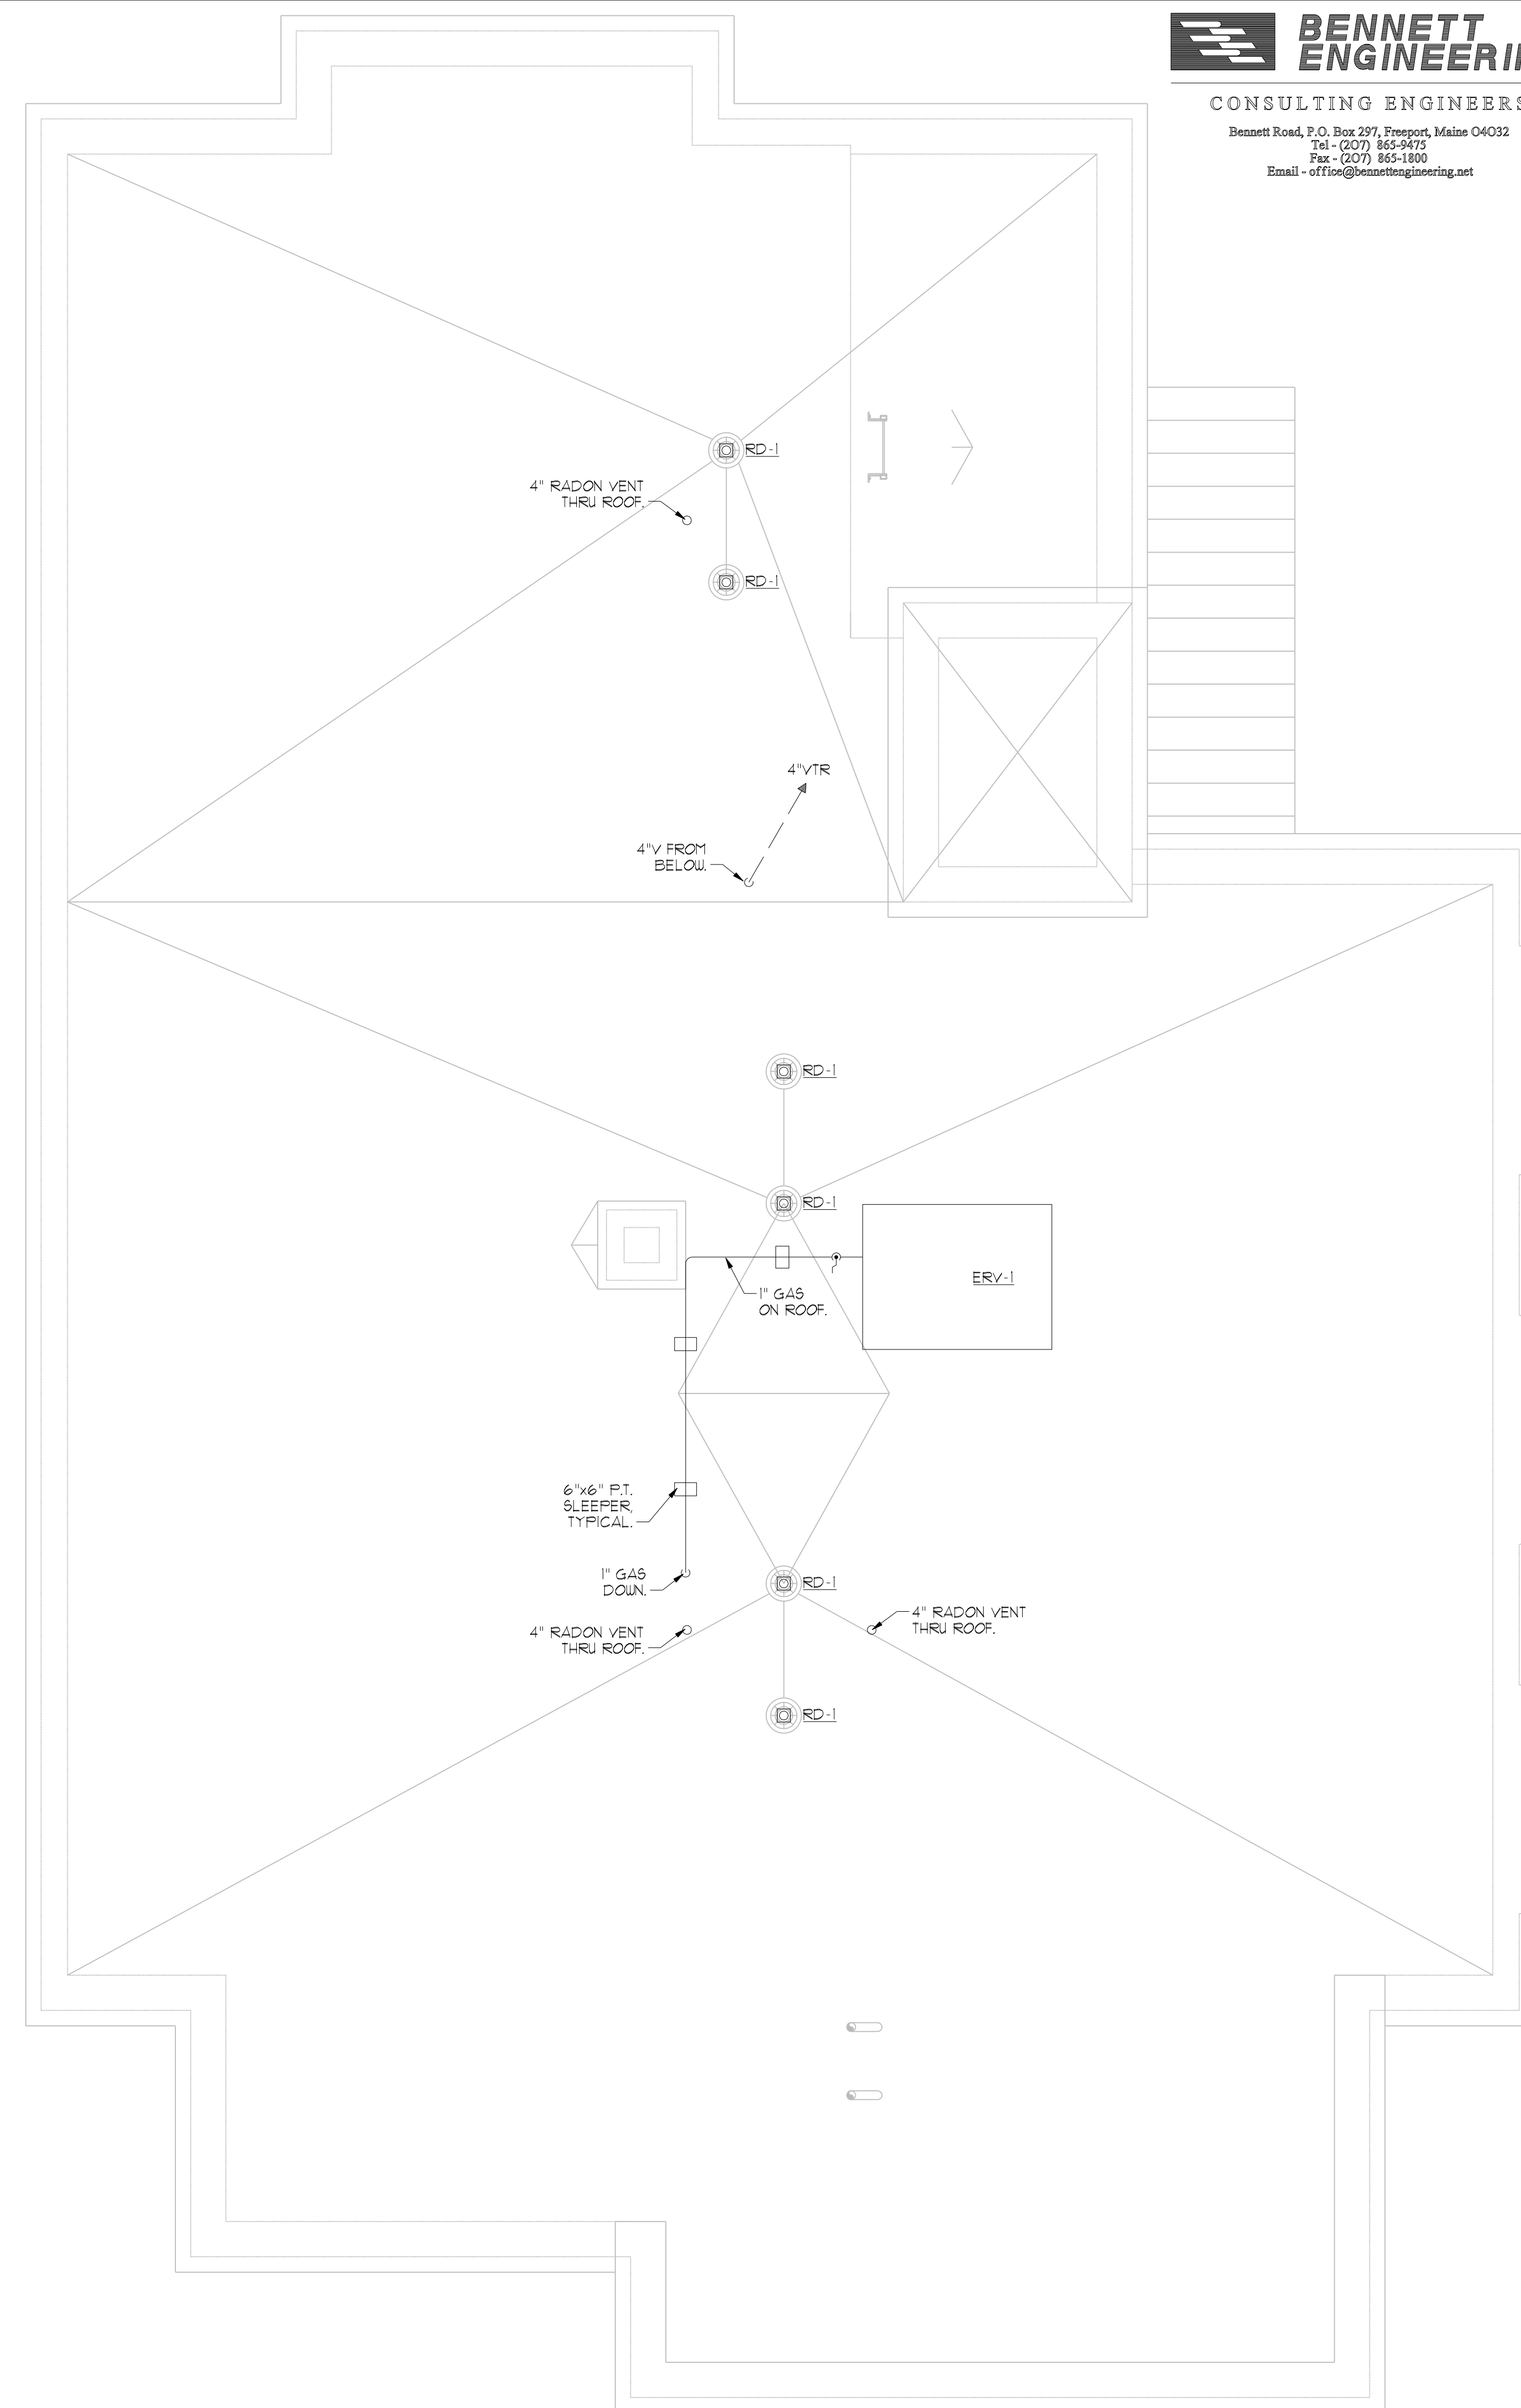 BENNETT
ENGINEERI
CONSULTING ENGINEERS
Bennett Road, P.O. Box 297, Freeport, Maine 04032
Tel - (207) 865-9475
Fax - (207) 865-1800
Email - office@bennettengineering.net
RD-1
4" RADON VENT
THRU ROOF.
RD-1
4"VTR
4"V FROM
BELOW.
RD-1
RD-1
ERV-1
1" GAS
ON ROOF.
6"x6" P.T.
SLEEPER,
TYPICAL.
1" GAS
DOWN.
RD-1
4" RADON VENT
THRU ROOF.
4" RADON VENT
THRU ROOF.
RD-1